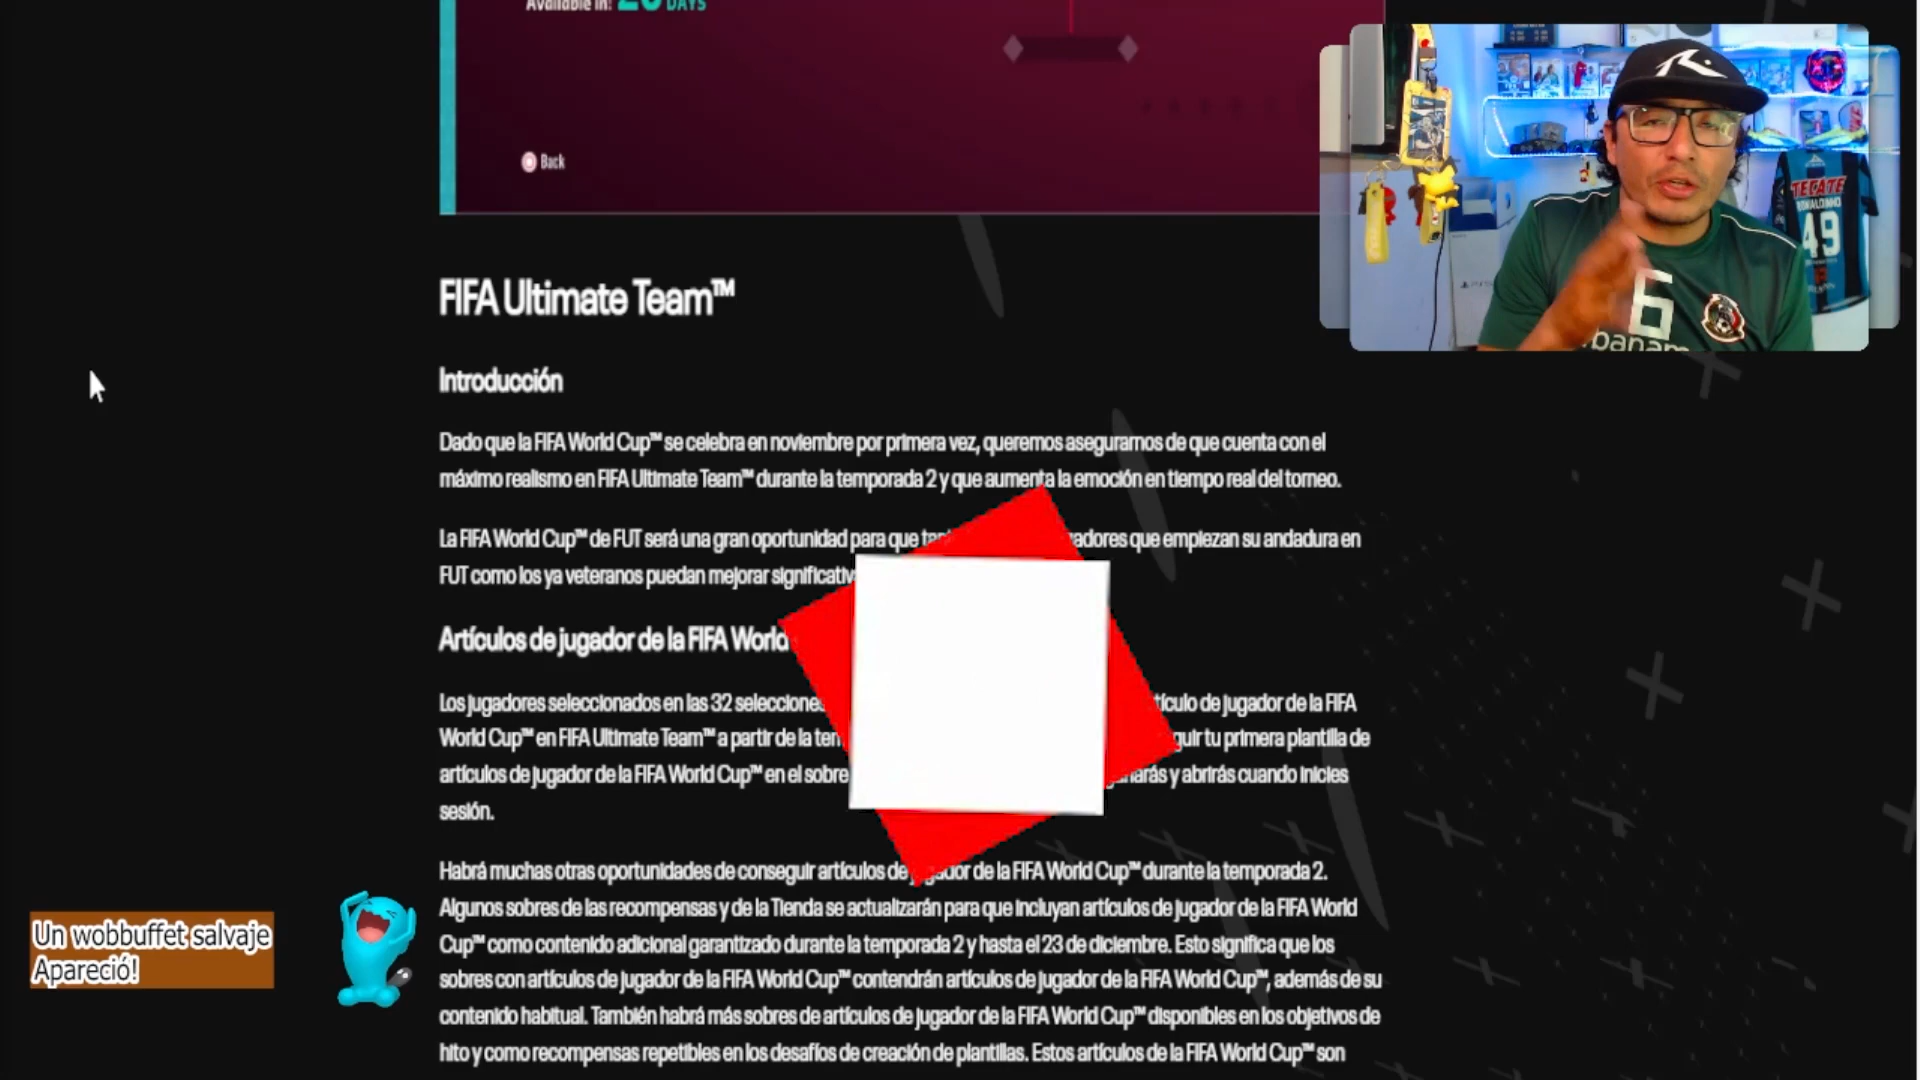 Available in: DAYS
Back
FIFA Ultimate Team™
Introducción
Dado que la FIFA World Cup™ se celebra en noviembre por primera vez, queremos asegurarnos de que cuenta con el
máximo realismo en FIFA Ultimate Team™ durante la temporada 2 y que aumenta la emoción en tiempo real del torneo.
La FIFA World Cup™ de FUT será una gran oportunidad para que adores que empiezan su andadura en
FUT como los ya veteranos puedan mejorar significativ
Artículos de jugador de la FIFA World
Los jugadores seleccionados en las 32 selecciones tículo de jugador de la FIFA
World Cup™ en FIFA Ultimate Team™ a partir de la tem guir tu primera plantilla de
artículos de jugador de la FIFA World Cup™ en el sobre y abrirás cuando inicies
sesión.
Habrá muchas otras oportunidades de conseguir artículos de jugador de la FIFA World Cup™ durante la temporada 2.
Algunos sobres de las recompensas y de la Tienda se actualizarán para que incluyan artículos de jugador de la FIFA World
Cup™ como contenido adicional garantizado durante la temporada 2 y hasta el 23 de diciembre. Esto significa que los
sobres con artículos de jugador de la FIFA World Cup™ contendrán artículos de jugador de la FIFA World Cup™, además de su
contenido habitual. También habrá más sobres de artículos de jugador de la FIFA World Cup™ disponibles en los objetivos de
hito y como recompensas repetibles en los desafíos de creación de plantillas. Estos artículos de la FIFA World Cup™ son
Un wobbuffet salvaje
Apareció!
TECATE
RONALDINHO
49
6
banam